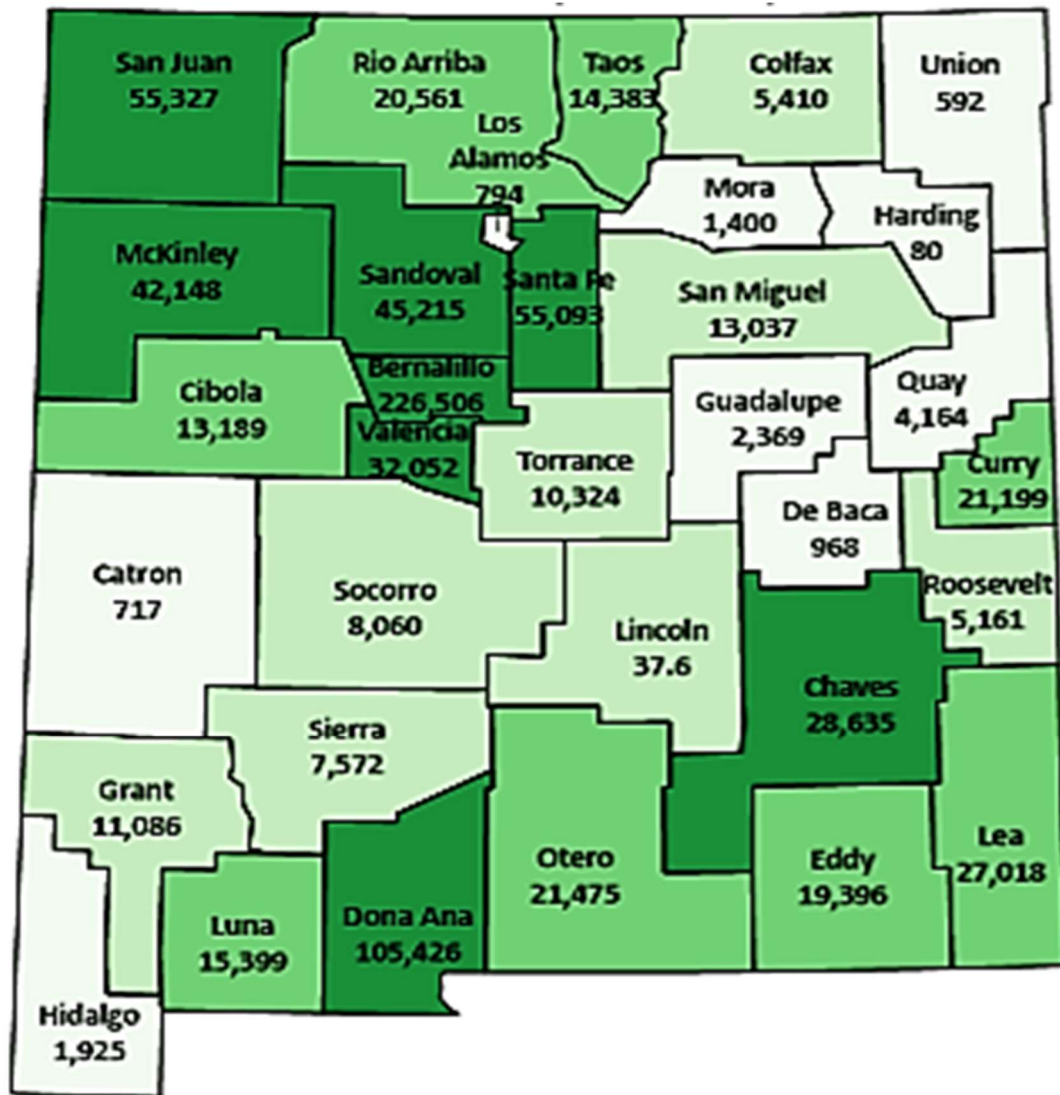 San Juan
55,327
Rio Arriba
20,561
Taos
14,383
Colfax
5,410
Union
592
Los
Alamos
794
Mora
1,400
Harding
80
McKinley
42,148
Sandoval
45,215
Santa Fe
55,093
San Miguel
13,037
Bernalillo
226,506
Cibola
13,189
Valencia
32,052
Torrance
10,324
Guadalupe
2,369
Quay
4,164
Curry
21,199
De Baca
968
Catron
717
Socorro
8,060
Lincoln
37.6
Roosevelt
5,161
Chaves
28,635
Sierra
7,572
Grant
11,086
Otero
21,475
Eddy
19,396
Lea
27,018
Luna
15,399
Dona Ana
105,426
Hidalgo
1,925